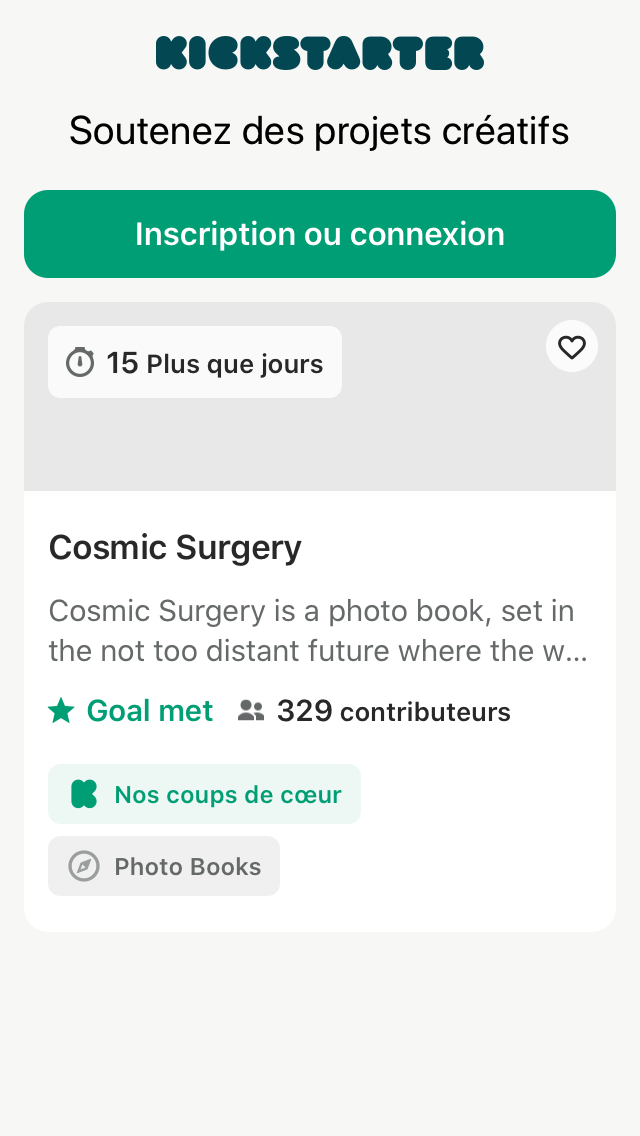 KICKSTARTER
Soutenez des projets créatifs
Inscription ou connexion
15 Plus que jours
Cosmic Surgery
Cosmic Surgery is a photo book, set in
the not too distant future where the w...
Goal met 329 contributeurs
Nos coups de cœur
Photo Books